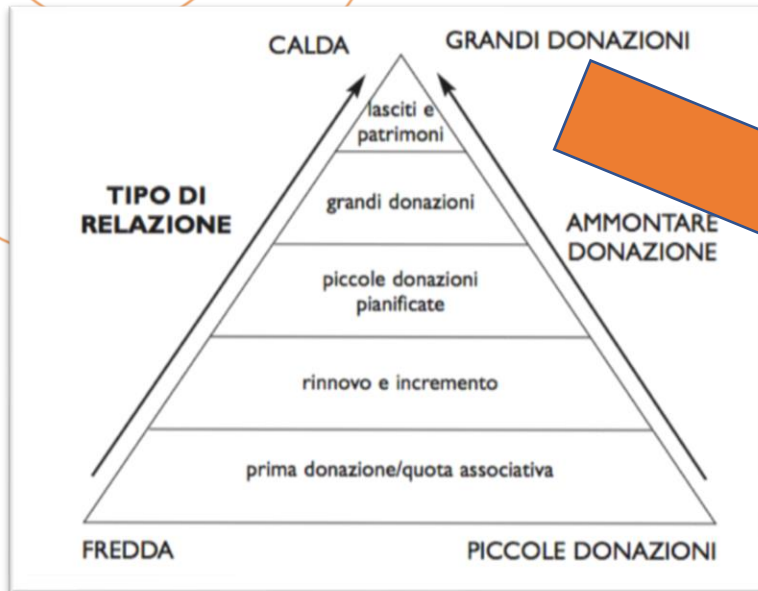 CALDA
GRANDI DONAZIONI
lasciti e
patrimoni
TIPO DI
RELAZIONE
grandi donazioni
AMMONTARE
DONAZIONE
piccole donazioni
pianificate
rinnovo e incremento
prima donazione/quota associativa
FREDDA
PICCOLE DONAZIONI